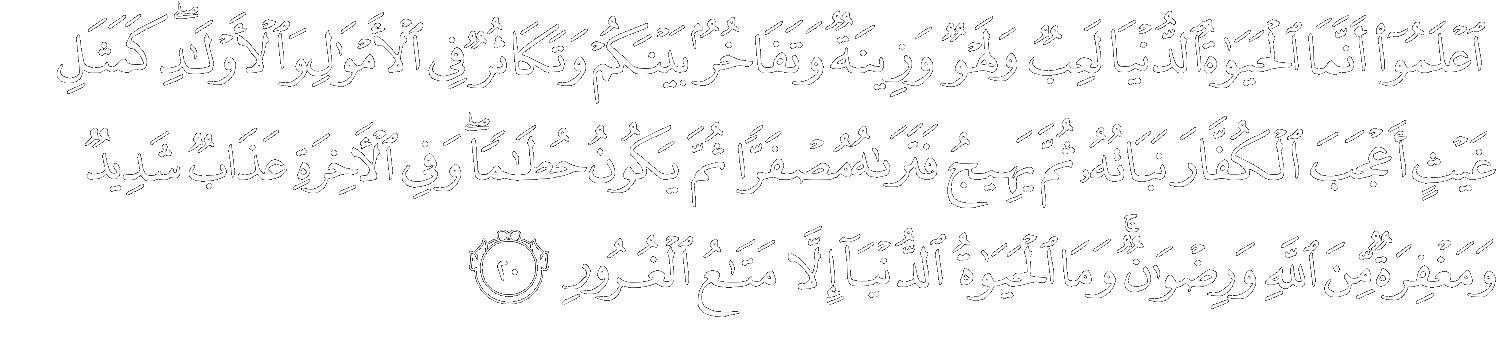 ٱعْلَمُوٓا۟ أَنَّمَا ٱلْحَيَوٰةُ ٱلدُّنْيَا لَعِبٌ وَلَهْوٌ وَزِينَةٌ وَتَفَاخُرٌۢ بَيْنَكُمْ وَتَكَاثُرٌ فِى ٱلْأَمْوَٰلِ وَٱلْأَوْلَٰدِ ۖ كَمَثَلِ
غَيْثٍ أَعْجَبَ ٱلْكُفَّارَ نَبَاتُهُۥ ثُمَّ يَهِيجُ فَتَرَىٰهُ مُصْفَرًّا ثُمَّ يَكُونُ حُطَٰمًا ۖ وَفِى ٱلْءَاخِرَةِ عَذَابٌ شَدِيدٌ
وَمَغْفِرَةٌ مِّنَ ٱللَّهِ وَرِضْوَٰنٌ ۚ وَمَا ٱلْحَيَوٰةُ ٱلدُّنْيَآ إِلَّا مَتَٰعُ ٱلْغُرُورِ ٢٠